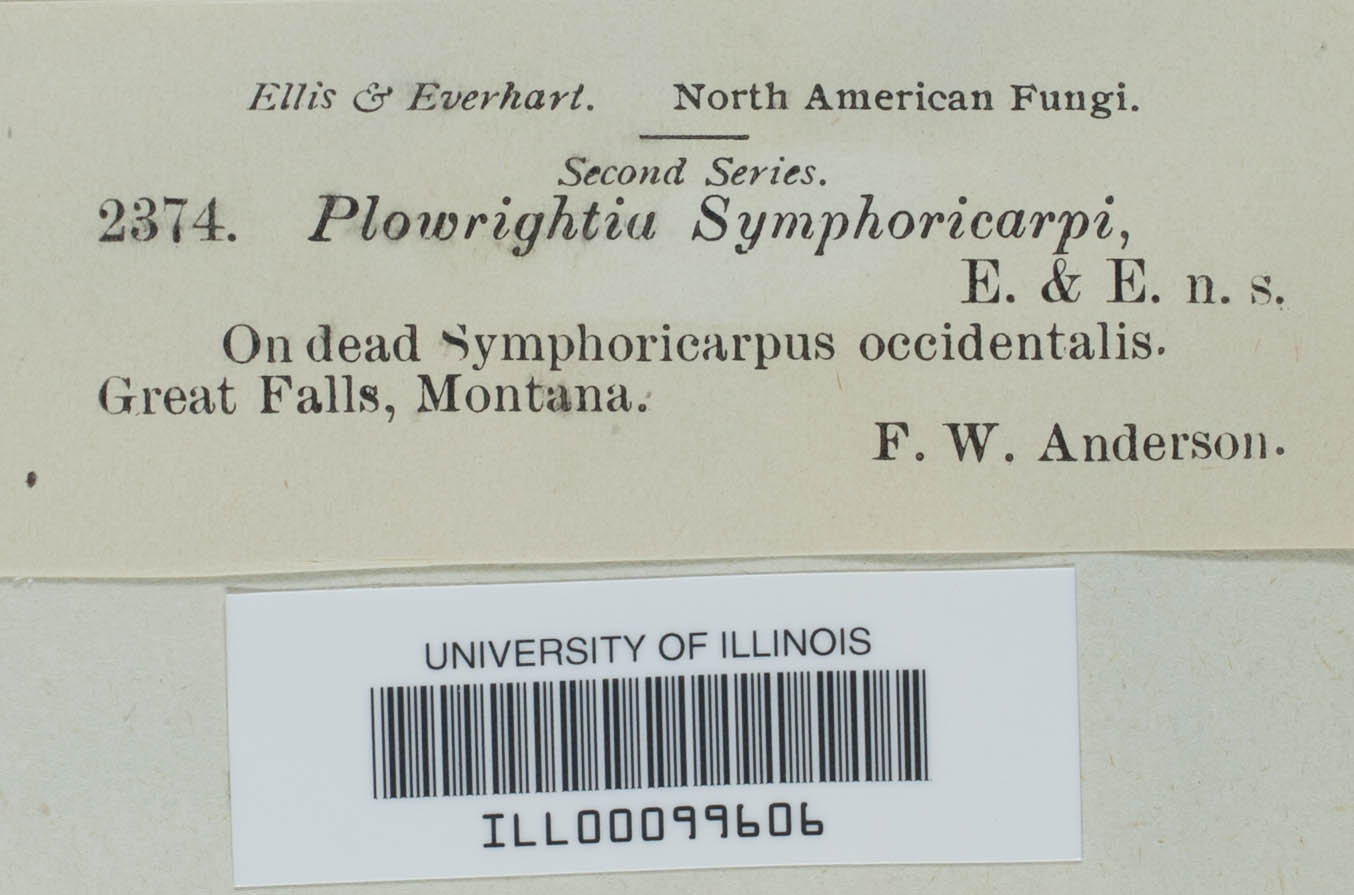 Ellis & Everhart. North American Fungi.
Second Series.
2374. Plowrightia Symphoricarpi,
E. & E. n. s.
On dead Symphoricarpus occidentalis.
Great Falls, Montana.
F. W. Anderson.
UNIVERSITY OF ILLINOIS
ILL00099606